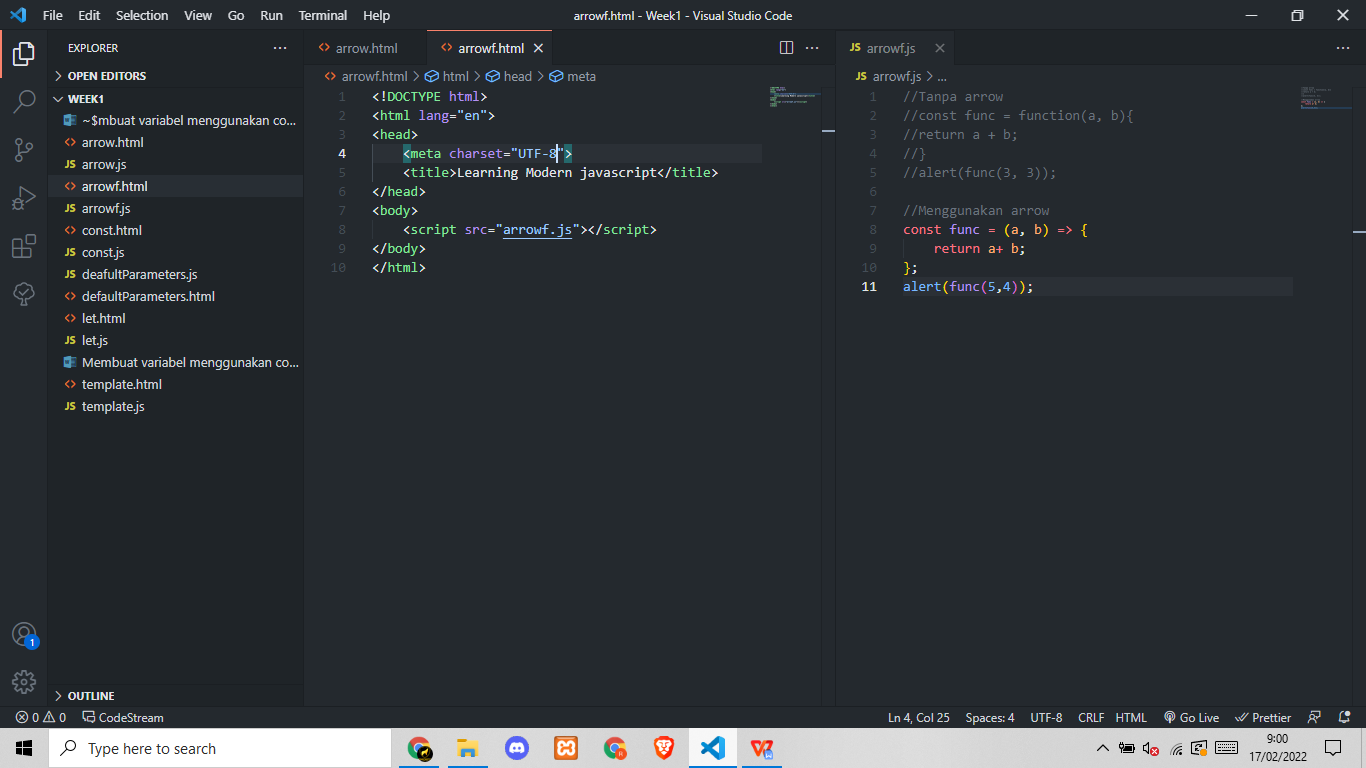 File Edit Selection View Go Run Terminal Help arrowf.html - Week1 - Visual Studio Code
EXPLORER
OPEN EDITORS
WEEK1
~$mbuat variabel menggunakan co...
arrow.html
arrow.js
arrowf.html
arrowf.js
const.html
const.js
deafultParameters.js
defaultParameters.html
let.html
let.js
Membuat variabel menggunakan co...
template.html
template.js
OUTLINE
arrow.html arrowf.html
arrowf.html > html > head > meta
1 <!DOCTYPE html>
2 <html lang="en">
3 <head>
4 <meta charset="UTF-8">
5 <title>Learning Modern javascript</title>
6 </head>
7 <body>
8 <script src="arrowf.js"></script>
9 </body>
10 </html>
JS arrowf.js
JS arrowf.js > ...
1 //Tanpa arrow
2 //const func = function(a, b){
3 //return a + b;
4 //}
5 //alert(func(3, 3));
6
7 //Menggunakan arrow
8 const func = (a, b) => {
9 return a+ b;
10 };
11 alert(func(5,4));
1
0 0 CodeStream Ln 4, Col 25 Spaces: 4 UTF-8 CRLF HTML Go Live Prettier
Type here to search
9:00
17/02/2022